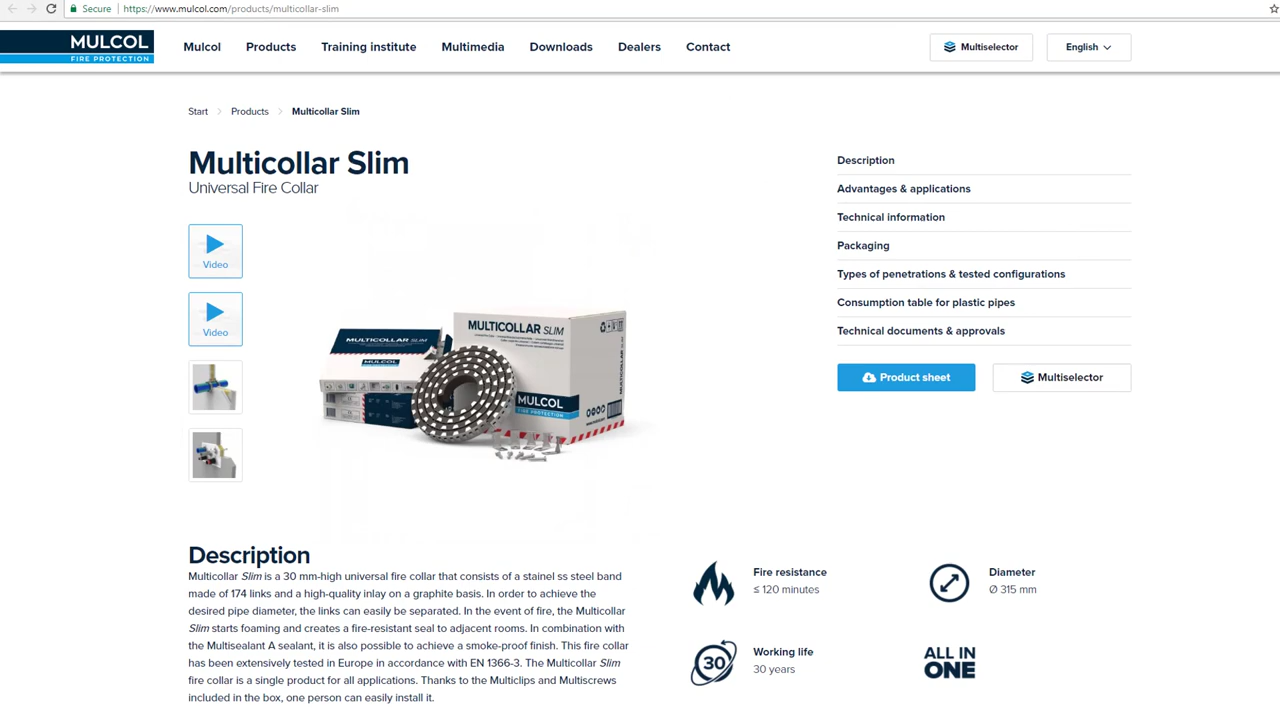 Secure https://www.mulcol.com/products/multicollar-slim
MULCOL
FIRE PROTECTION
Mulcol Products Training institute Multimedia Downloads Dealers Contact
Multiselector
English
Start Products Multicollar Slim
Multicollar Slim
Universal Fire Collar
Video
Video
MULTICOLLAR SLIM
MULCOL
MULTICOLLAR SLIM
MULCOL
FIRE PROTECTION
MULTICOLLAR SLIM
Description
Advantages & applications
Technical information
Packaging
Types of penetrations & tested configurations
Consumption table for plastic pipes
Technical documents & approvals
Product sheet
Multiselector
Description
Multicollar Slim is a 30 mm-high universal fire collar that consists of a stainel ss steel band
made of 174 links and a high-quality inlay on a graphite basis. In order to achieve the
desired pipe diameter, the links can easily be separated. In the event of fire, the Multicollar
Slim starts foaming and creates a fire-resistant seal to adjacent rooms. In combination with
the Multisealant A sealant, it is also possible to achieve a smoke-proof finish. This fire collar
has been extensively tested in Europe in accordance with EN 1366-3. The Multicollar Slim
fire collar is a single product for all applications. Thanks to the Multiclips and Multiscrews
included in the box, one person can easily install it.
Fire resistance
≤ 120 minutes
Diameter
Ø 315 mm
30
Working life
30 years
ALL IN
ONE